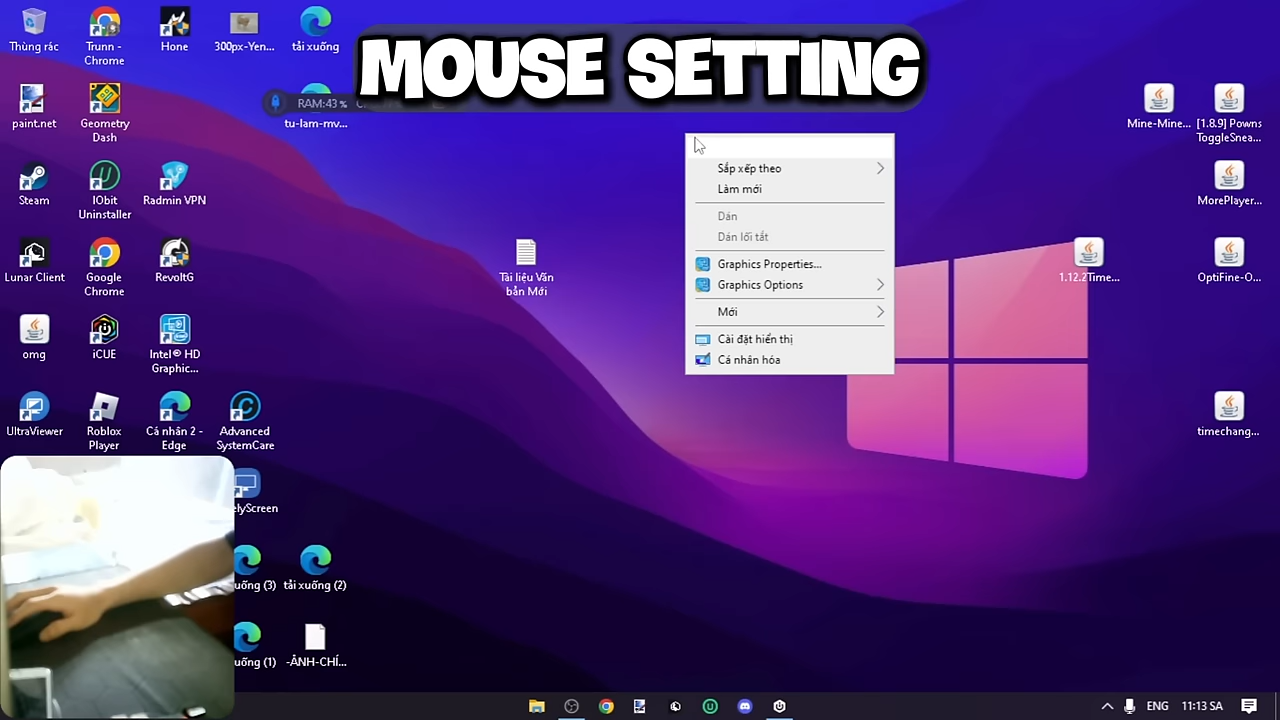 MOUSE SETTING
Thùng rác
Trunn -
Chrome
Hone
300px-Yen...
tải xuống
paint.net
Geometry
Dash
RAM:43 %
tu-lam-mv...
Mine-Mine...
[1.8.9] Powns
ToggleSnea...
Steam
IObit
Uninstaller
Radmin VPN
MorePlayer...
Lunar Client
Google
Chrome
RevoltG
Tài liệu Văn
bản Mới
1.12.2Time...
OptiFine-O...
omg
iCUE
Intel® HD
Graphic...
UltraViewer
Roblox
Player
Cá nhân 2 -
Edge
Advanced
SystemCare
timechang...
Sắp xếp theo
Làm mới
Dán
Dán lối tắt
Graphics Properties...
Graphics Options
Mới
Cài đặt hiển thị
Cá nhân hóa
elyScreen
uống (3)
tải xuống (2)
uống (1)
-ẢNH-CHÍ...
ENG
11:13 SA